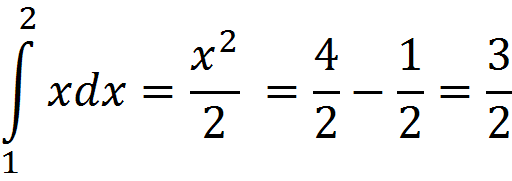 ∫₁² xdx = x²/2 = 4/2 − 1/2 = 3/2